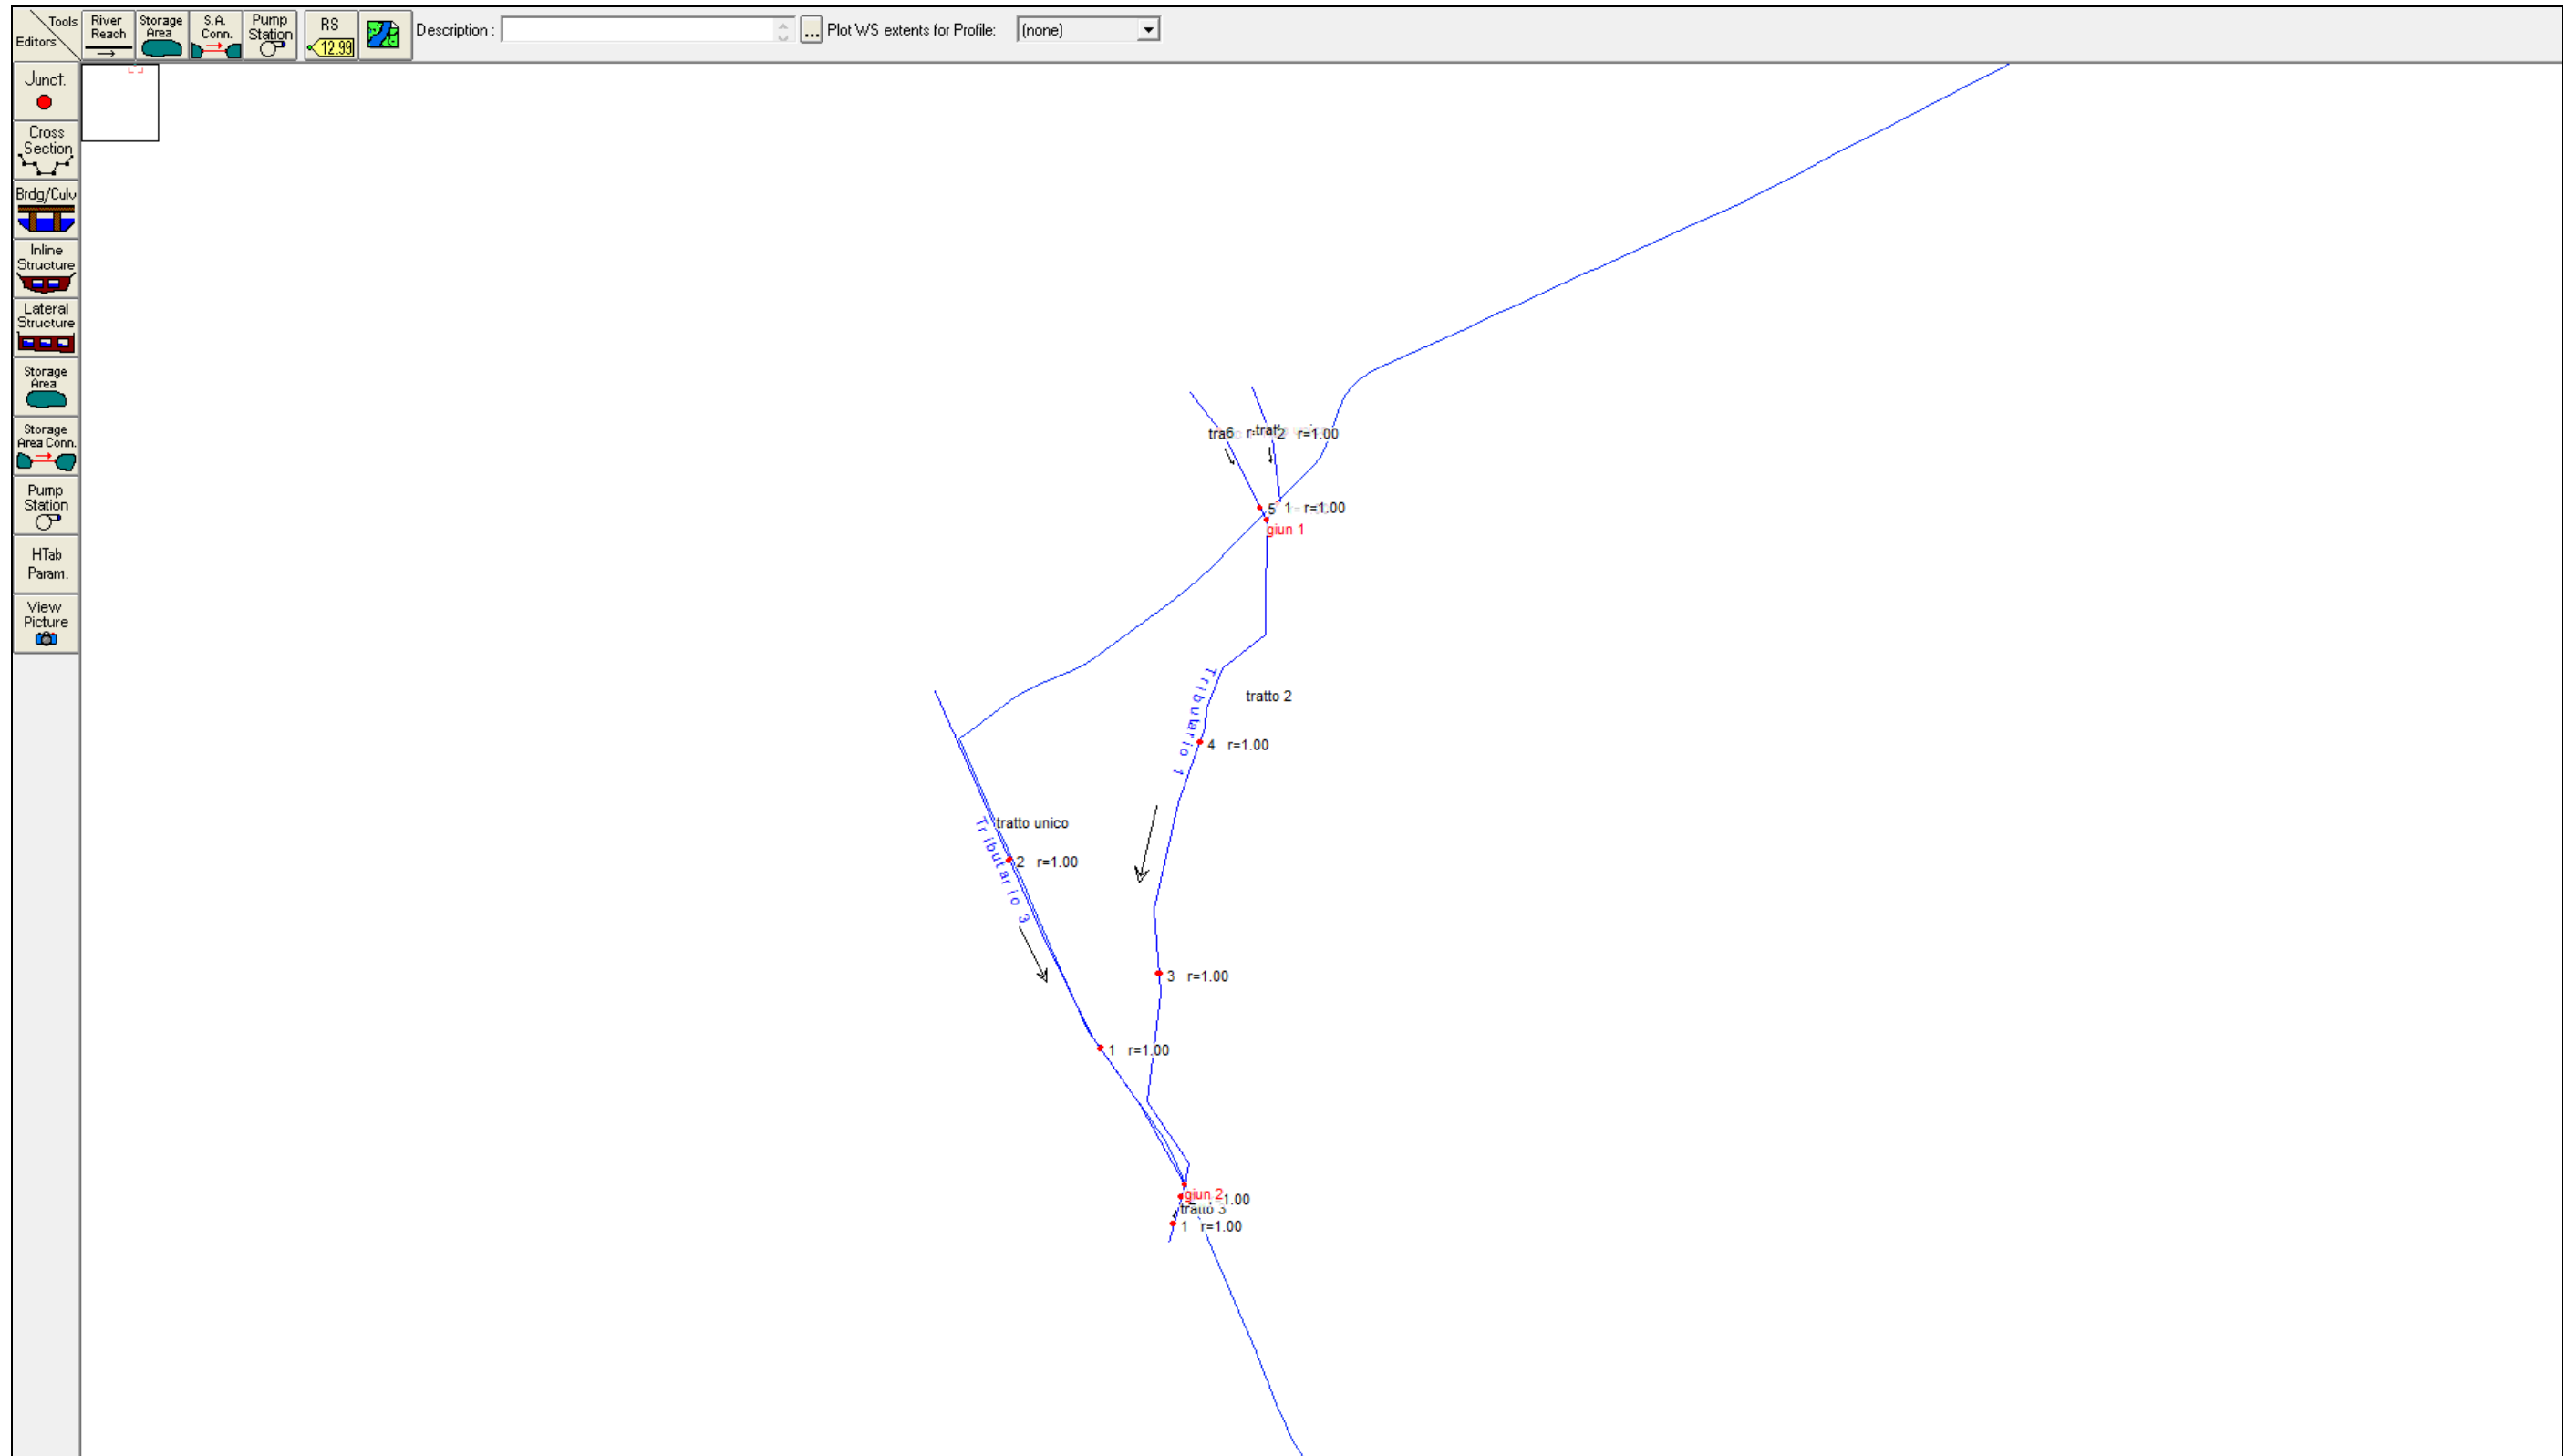 Tools
Editors
River Reach
Storage Area
S.A. Conn.
Pump Station
RS
12.99
Description :
...
Plot WS extents for Profile:
(none)
Junct.
Cross Section
Brdg/Culv
Inline Structure
Lateral Structure
Storage Area
Storage Area Conn.
Pump Station
HTab Param.
View Picture
6
2 r=1.00
5 1 r=1.00
giun 1
Tributario 1
tratto 2
4 r=1.00
tratto unico
Tributario 3
2 r=1.00
3 r=1.00
1 r=1.00
giun 2
tratto 3
1 r=1.00